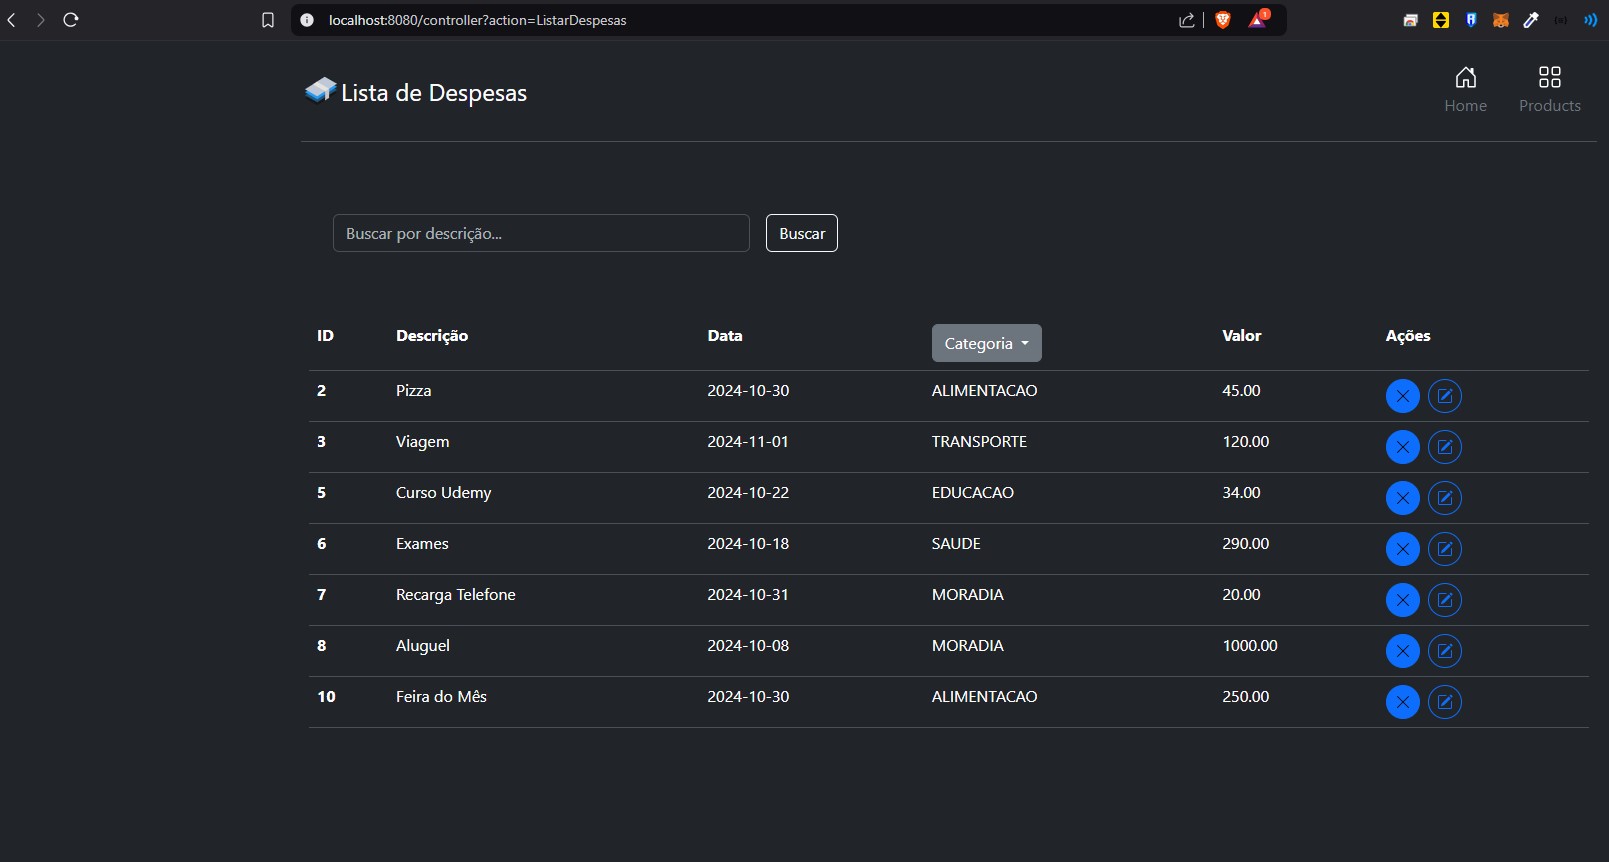 localhost:8080/controller?action=ListarDespesas
1
Lista de Despesas
Home
Products
Buscar por descrição...
Buscar
ID Descrição Data Categoria Valor Ações
2 Pizza 2024-10-30 ALIMENTACAO 45.00
3 Viagem 2024-11-01 TRANSPORTE 120.00
5 Curso Udemy 2024-10-22 EDUCACAO 34.00
6 Exames 2024-10-18 SAUDE 290.00
7 Recarga Telefone 2024-10-31 MORADIA 20.00
8 Aluguel 2024-10-08 MORADIA 1000.00
10 Feira do Mês 2024-10-30 ALIMENTACAO 250.00